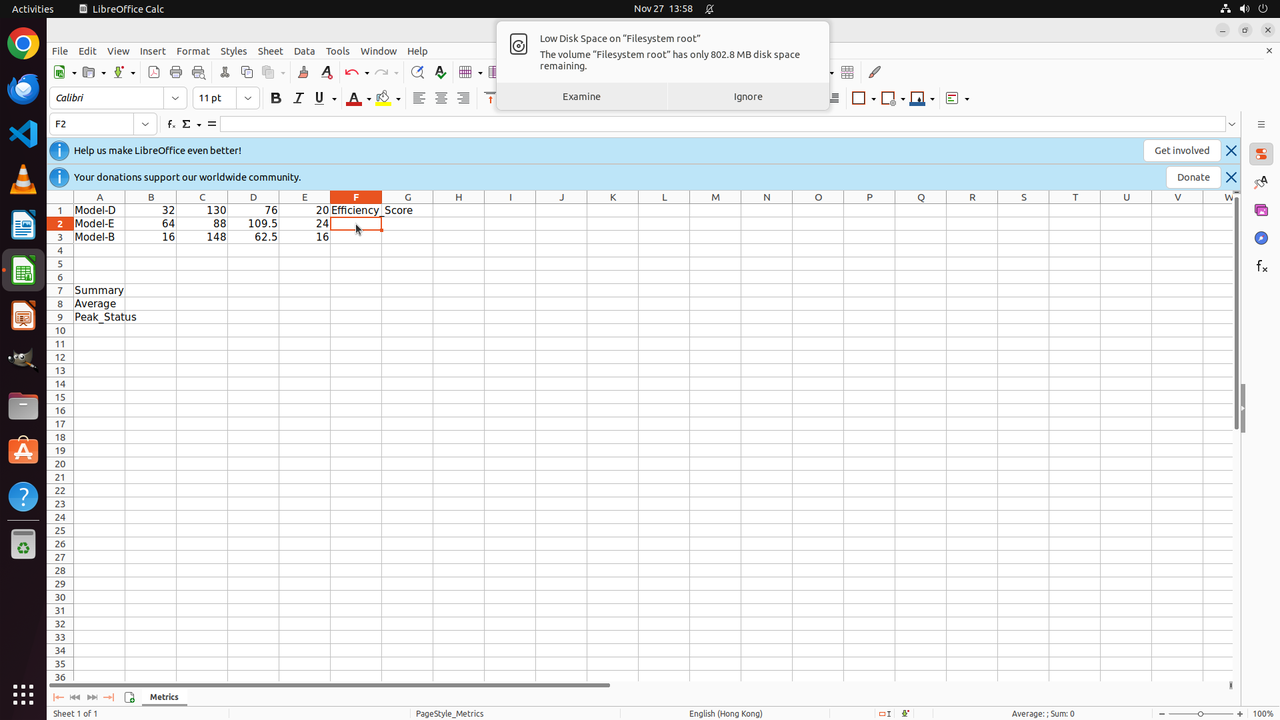 Activities LibreOffice Calc Nov 27 13:58
Low Disk Space on “Filesystem root”
The volume “Filesystem root” has only 802.8 MB disk space
remaining.
Examine Ignore
File Edit View Insert Format Styles Sheet Data Tools Window Help
Calibri 11 pt
F2
Help us make LibreOffice even better! Get involved
Your donations support our worldwide community. Donate
A B C D E F G H I J K L M N O P Q R S T U V W
1 Model-D 32 130 76 20 Efficiency_Score
2 Model-E 64 88 109.5 24
3 Model-B 16 148 62.5 16
4
5
6
7 Summary
8 Average
9 Peak_Status
10
11
12
13
14
15
16
17
18
19
20
21
22
23
24
25
26
27
28
29
30
31
32
33
34
35
36
Metrics
Sheet 1 of 1 PageStyle_Metrics English (Hong Kong) Average: ; Sum: 0 100%